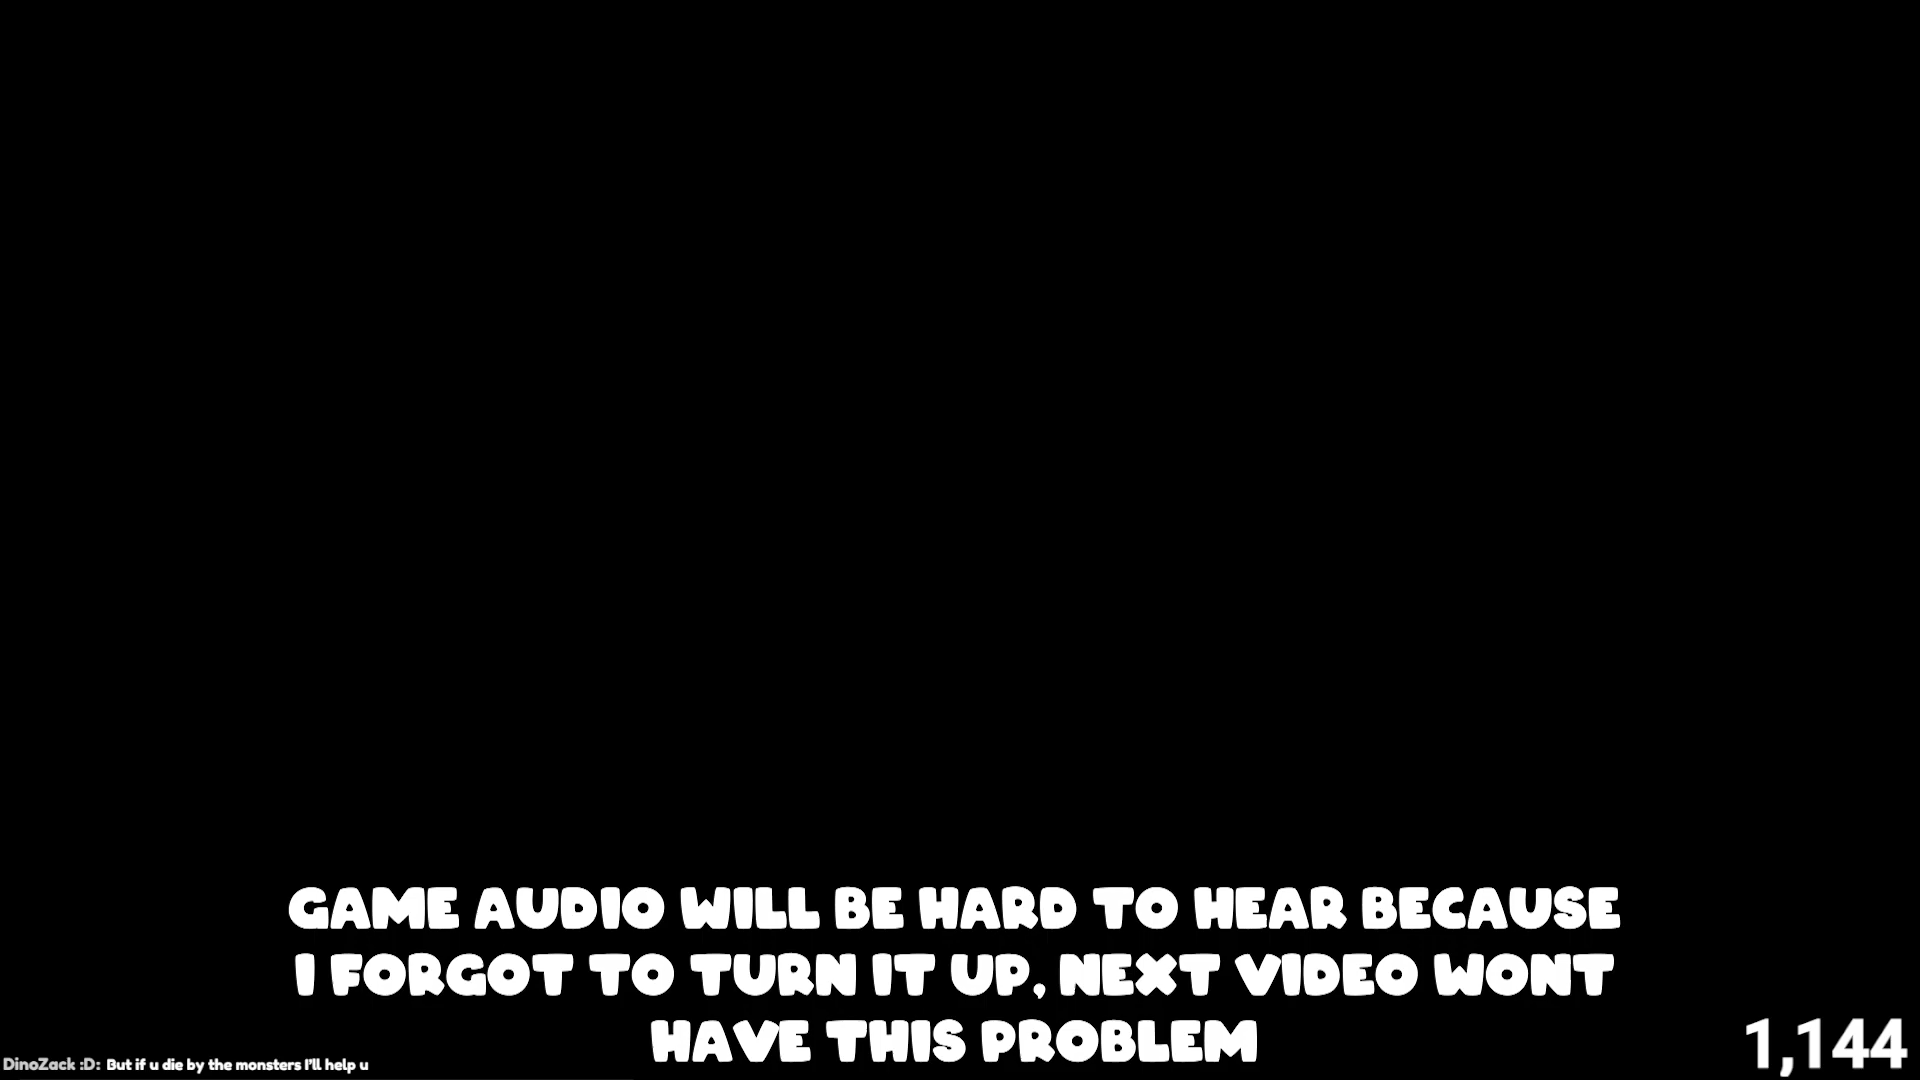 GAME AUDIO WILL BE HARD TO HEAR BECAUSE
I FORGOT TO TURN IT UP, NEXT VIDEO WONT
HAVE THIS PROBLEM
DinoZack :D: But if u die by the monsters I'll help u
1,144